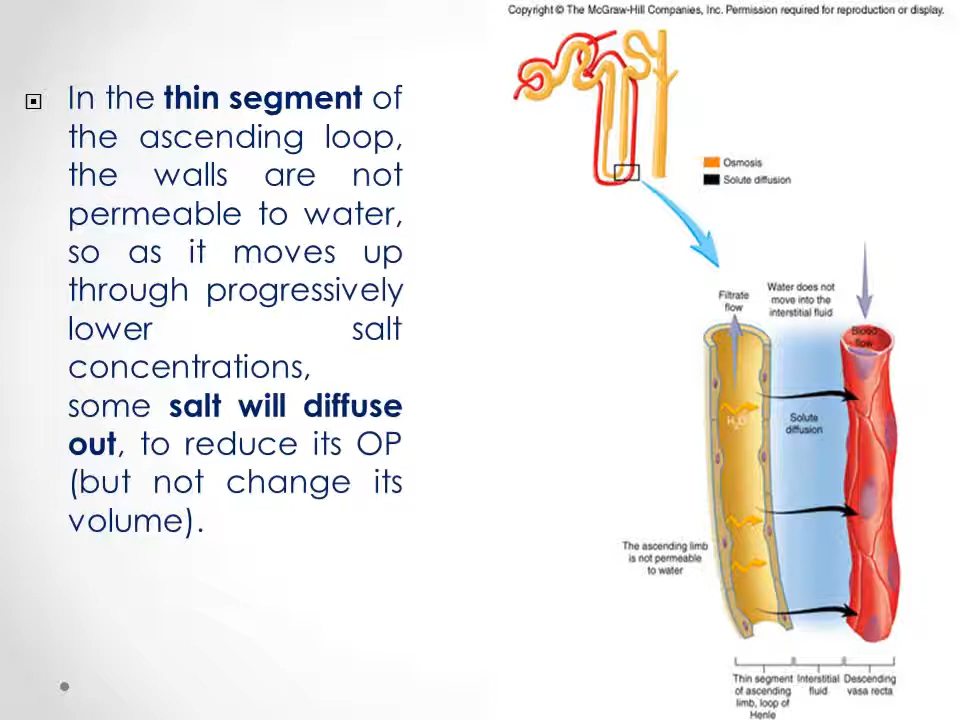 Copyright © The McGraw-Hill Companies, Inc. Permission required for reproduction or display.
In the thin segment of
the ascending loop,
the walls are not
permeable to water,
so as it moves up
through progressively
lower salt
concentrations,
some salt will diffuse
out, to reduce its OP
(but not change its
volume).
Osmosis
Solute diffusion
Filtrate
flow
Water does not
move into the
interstitial fluid
Blood
flow
H₂O
Solute
diffusion
The ascending limb
is not permeable
to water
Thin segment
of ascending
limb, loop of
Henle
Interstitial
fluid
Descending
vasa recta